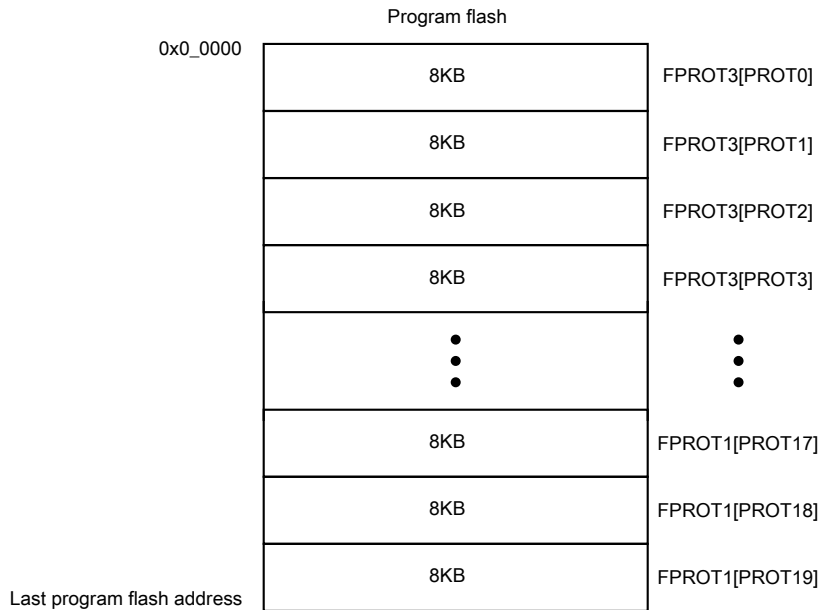 Program flash
0x0_0000
8KB FPROT3[PROT0]
8KB FPROT3[PROT1]
8KB FPROT3[PROT2]
8KB FPROT3[PROT3]
8KB FPROT1[PROT17]
8KB FPROT1[PROT18]
8KB FPROT1[PROT19]
Last program flash address